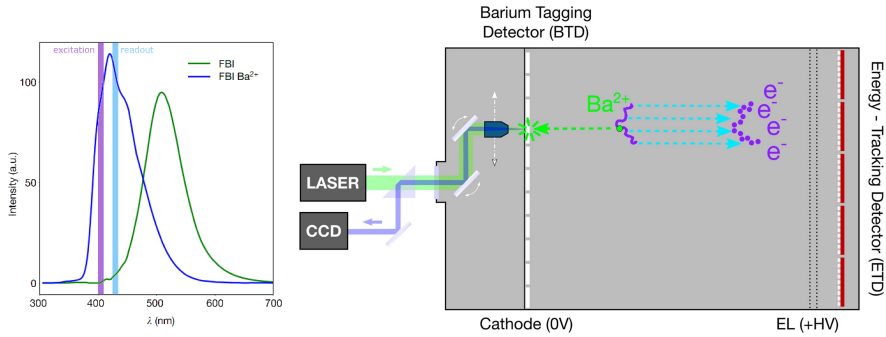 excitation
readout
FBI
FBI Ba²⁺
100
50
0
Intensity (a.u.)
300
400
500
600
700
λ (nm)
Barium Tagging
Detector (BTD)
LASER
CCD
Ba²⁺
e⁻
e⁻
e⁻
e⁻
Energy - Tracking Detector (ETD)
Cathode (0V)
EL (+HV)